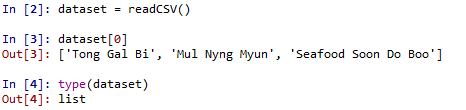 In [2]: dataset = readCSV()
In [3]: dataset[0]
Out[3]: ['Tong Gal Bi', 'Mul Nyng Myun', 'Seafood Soon Do Boo']
In [4]: type(dataset)
Out[4]: list